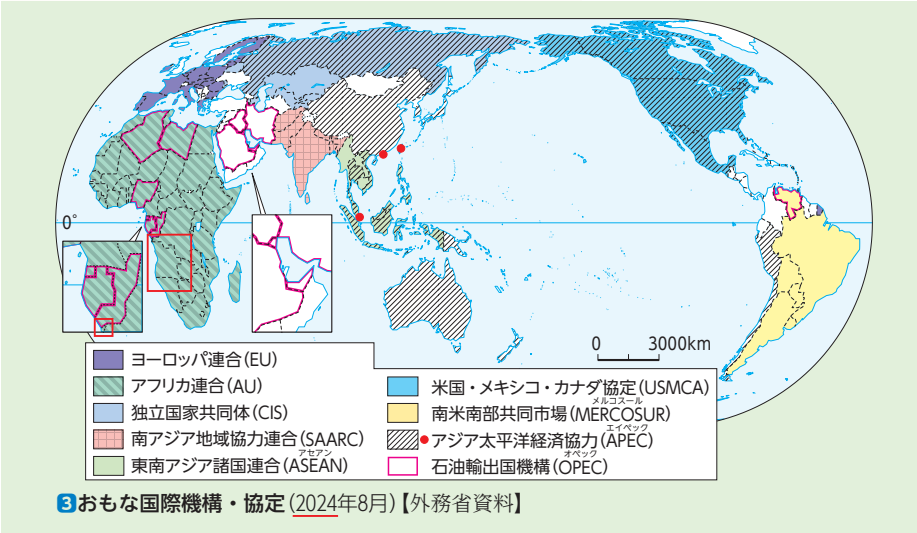 0°
0 3000km
ヨーロッパ連合(EU)
アフリカ連合(AU)
独立国家共同体(CIS)
南アジア地域協力連合(SAARC)
アセアン
東南アジア諸国連合(ASEAN)
米国・メキシコ・カナダ協定(USMCA)
メルコスール
南米南部共同市場(MERCOSUR)
エイペック
アジア太平洋経済協力(APEC)
オペック
石油輸出国機構(OPEC)
3おもな国際機構・協定(2024年8月)【外務省資料】